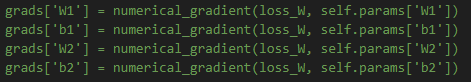 grads['W1'] = numerical_gradient(loss_W, self.params['W1'])
grads['b1'] = numerical_gradient(loss_W, self.params['b1'])
grads['W2'] = numerical_gradient(loss_W, self.params['W2'])
grads['b2'] = numerical_gradient(loss_W, self.params['b2'])